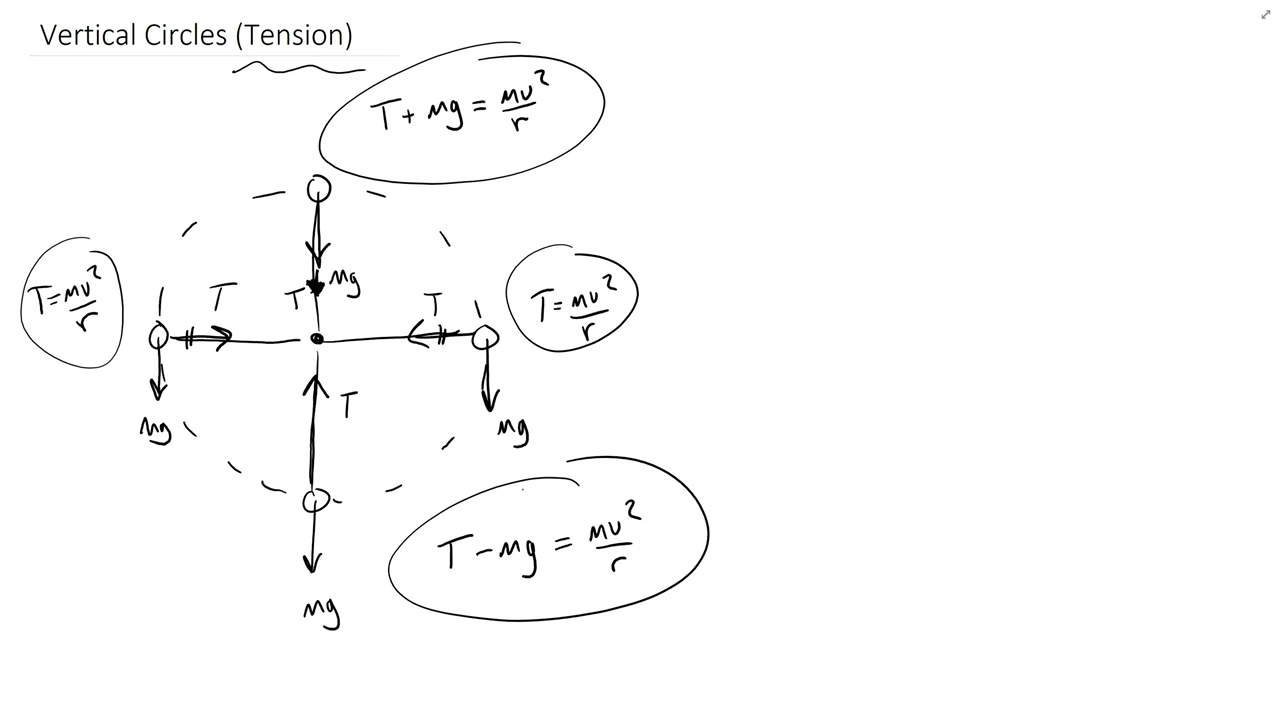 Vertical Circles (Tension)
T + mg = mv²/r
T = mv²/r
T
T
mg
T
T = mv²/r
T
mg
mg
T - mg = mv²/r
mg